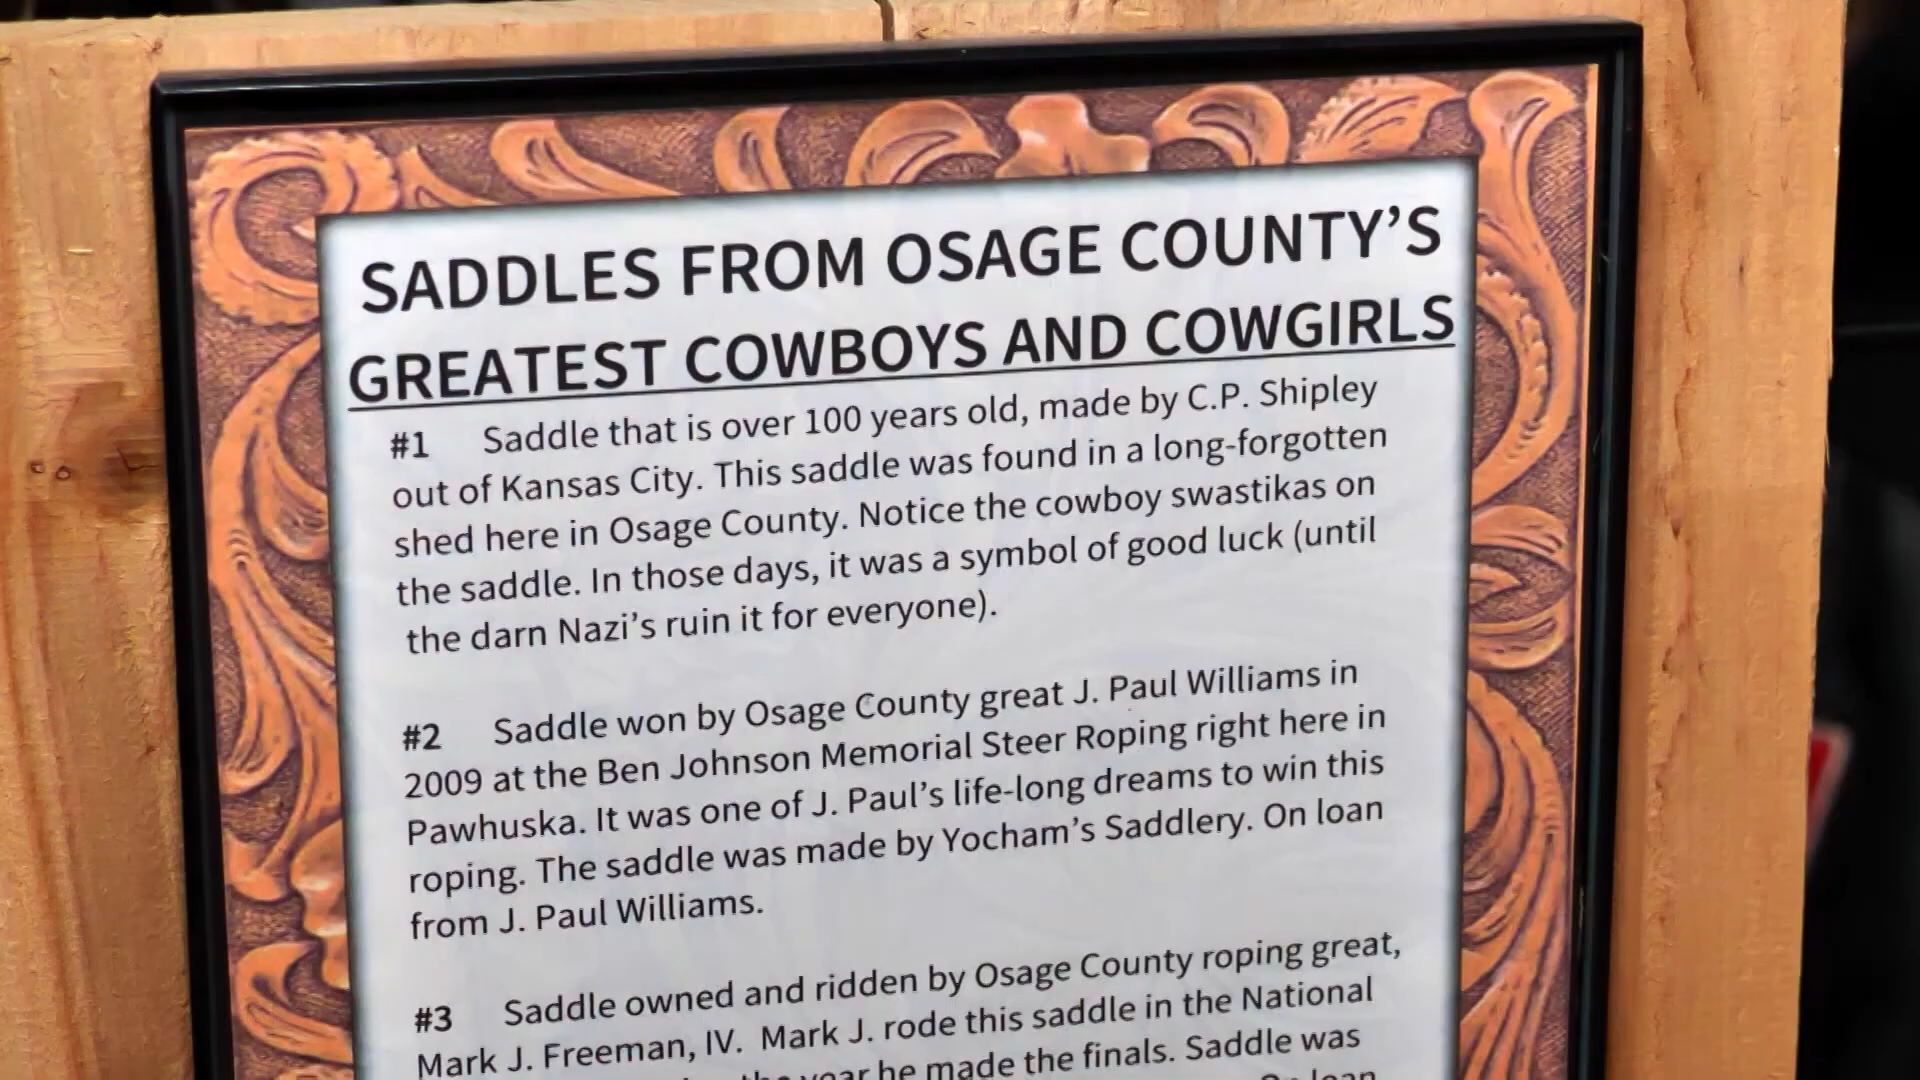 SADDLES FROM OSAGE COUNTY'S
GREATEST COWBOYS AND COWGIRLS
#1 Saddle that is over 100 years old, made by C.P. Shipley
out of Kansas City. This saddle was found in a long-forgotten
shed here in Osage County. Notice the cowboy swastikas on
the saddle. In those days, it was a symbol of good luck (until
the darn Nazi's ruin it for everyone).
#2 Saddle won by Osage County great J. Paul Williams in
2009 at the Ben Johnson Memorial Steer Roping right here in
Pawhuska. It was one of J. Paul's life-long dreams to win this
roping. The saddle was made by Yocham's Saddlery. On loan
from J. Paul Williams.
#3 Saddle owned and ridden by Osage County roping great,
Mark J. Freeman, IV. Mark J. rode this saddle in the National
the year he made the finals. Saddle was
On loan